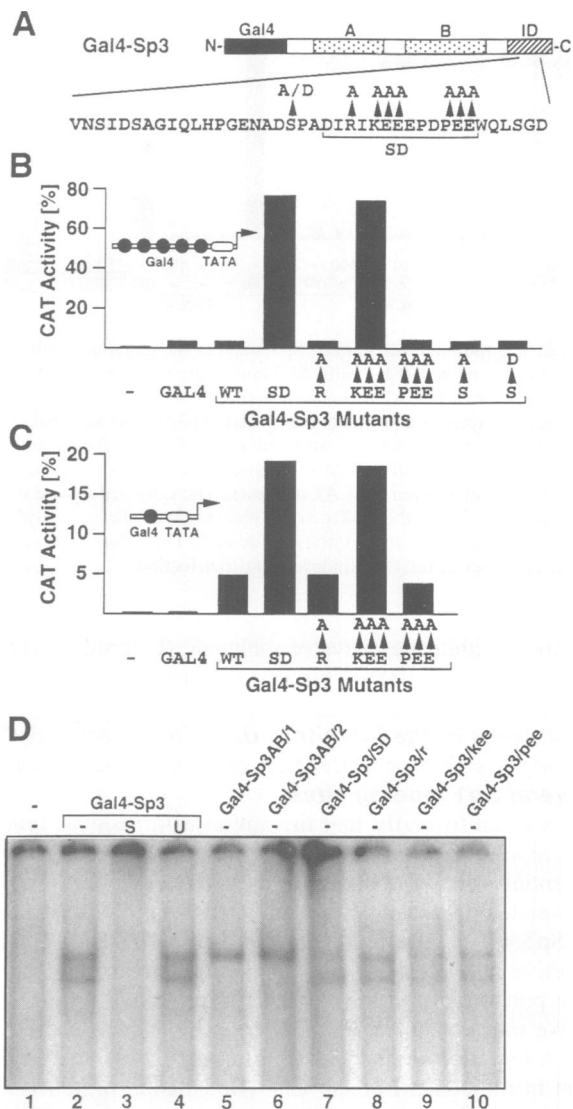 A
Gal4 A B ID
Gal4-Sp3 N- -C
A/D A AAA AAA
VNSIDSAGIQLHPGENADSPADIRIKEEEPDPEEWQLSGD
SD
B
CAT Activity [%]
80
60
40
20
Gal4 TATA
A AAA AAA A D
- GAL4 WT SD R KEE PEE S S
Gal4-Sp3 Mutants
C
CAT Activity [%]
20
15
10
5
Gal4 TATA
A AAA AAA
- GAL4 WT SD R KEE PEE
Gal4-Sp3 Mutants
D
- Gal4-Sp3 Gal4-Sp3AB/1 Gal4-Sp3AB/2 Gal4-Sp3/SD Gal4-Sp3/r Gal4-Sp3/kee Gal4-Sp3/pee
- S U
1 2 3 4 5 6 7 8 9 10